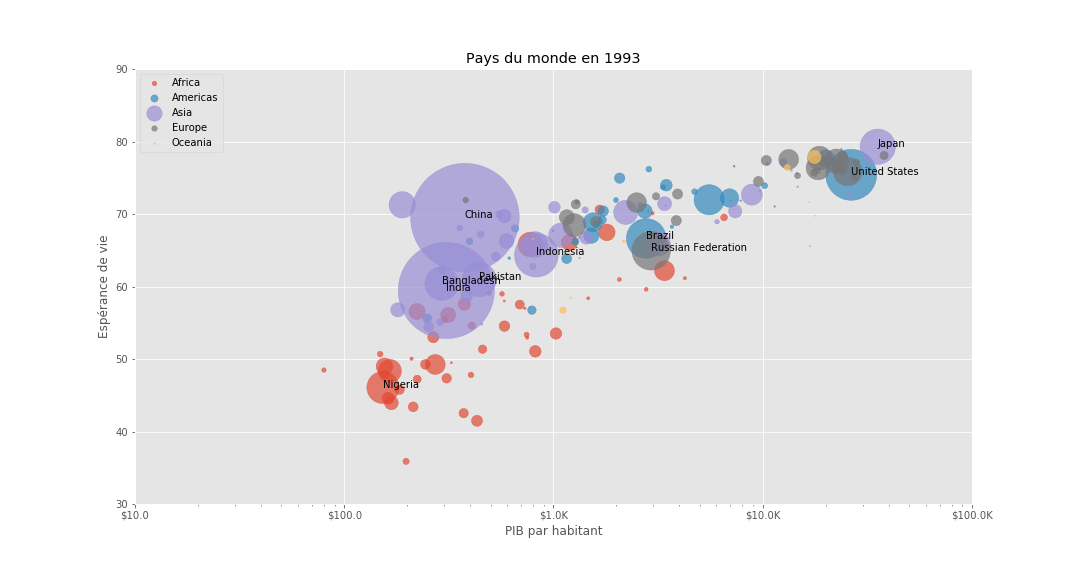 Pays du monde en 1993
90
80
70
60
50
40
30
Espérance de vie
Africa
Americas
Asia
Europe
Oceania
Japan
United States
China
Brazil
Russian Federation
Indonesia
Pakistan
Bangladesh
India
Nigeria
$10.0
$100.0
$1.0K
$10.0K
$100.0K
PIB par habitant